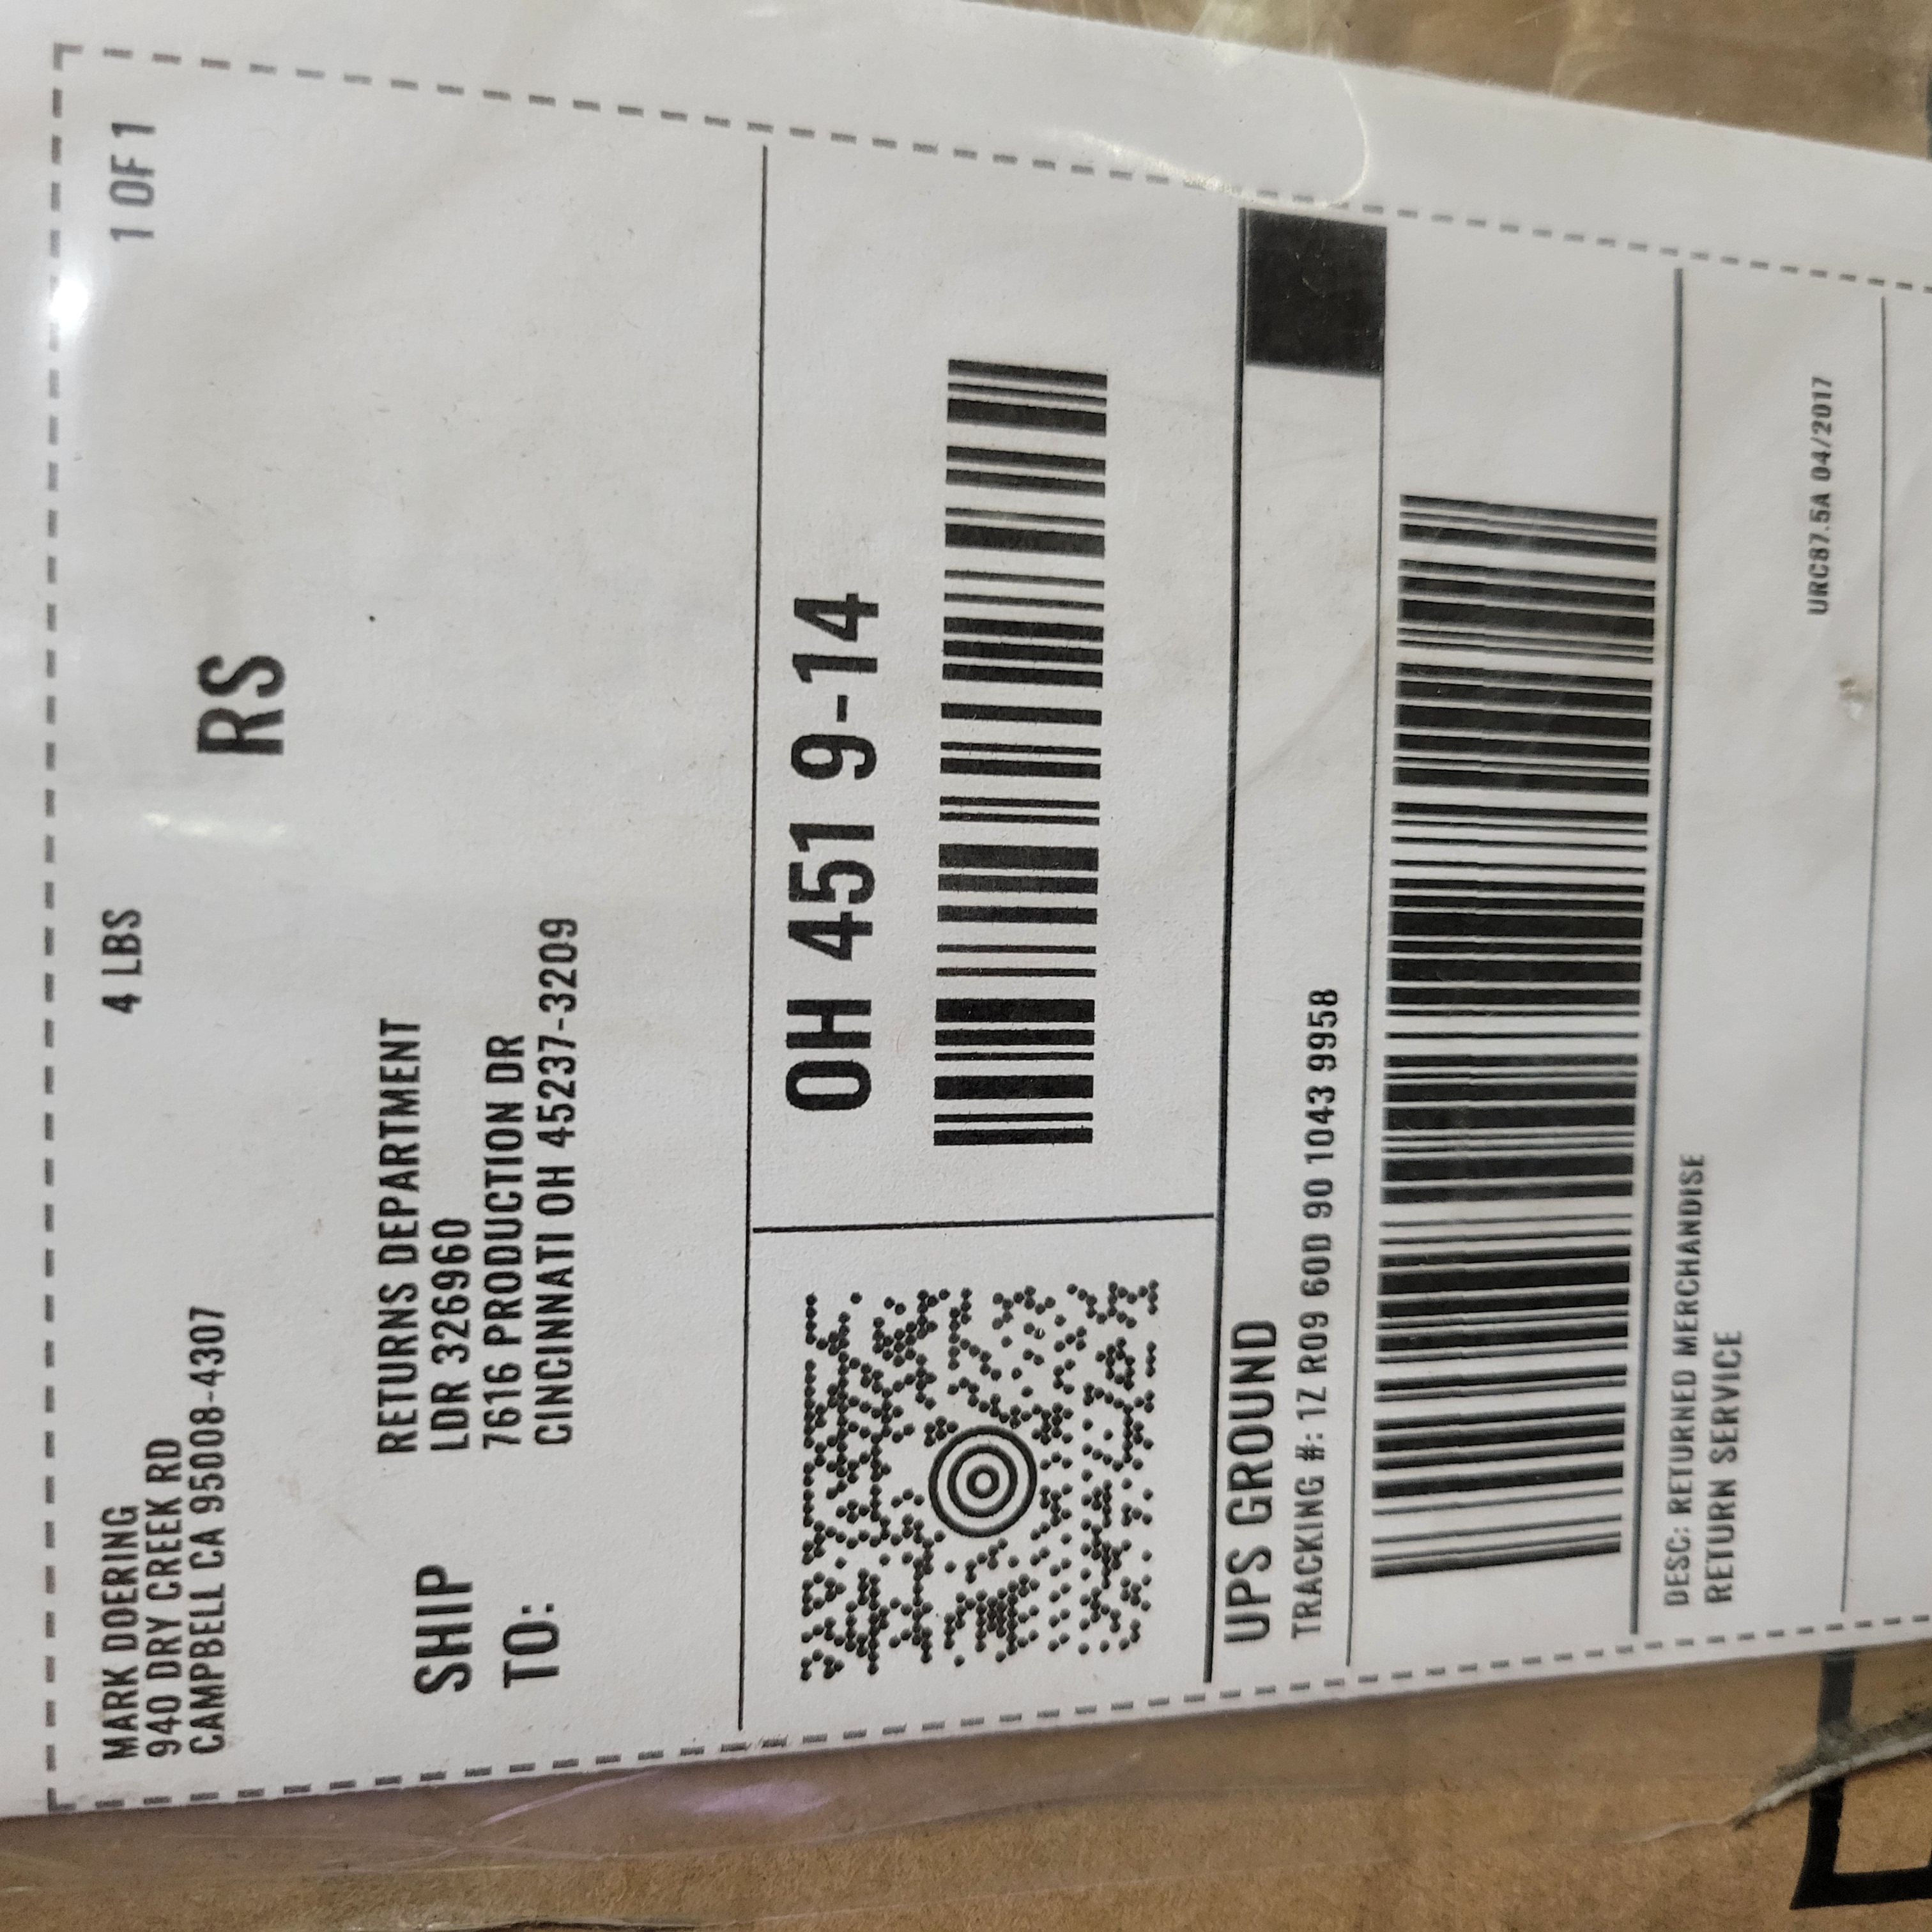 MARK DOERING
940 DRY CREEK RD
CAMPBELL CA 95008-4307
4 LBS
1 OF 1
RS
SHIP
TO:
RETURNS DEPARTMENT
LDR 326960
7616 PRODUCTION DR
CINCINNATI OH 45237-3209
OH 451 9-14
UPS GROUND
TRACKING #: 1Z R09 60D 90 1043 9958
DESC: RETURNED MERCHANDISE
RETURN SERVICE
URC87.5A 04/2017